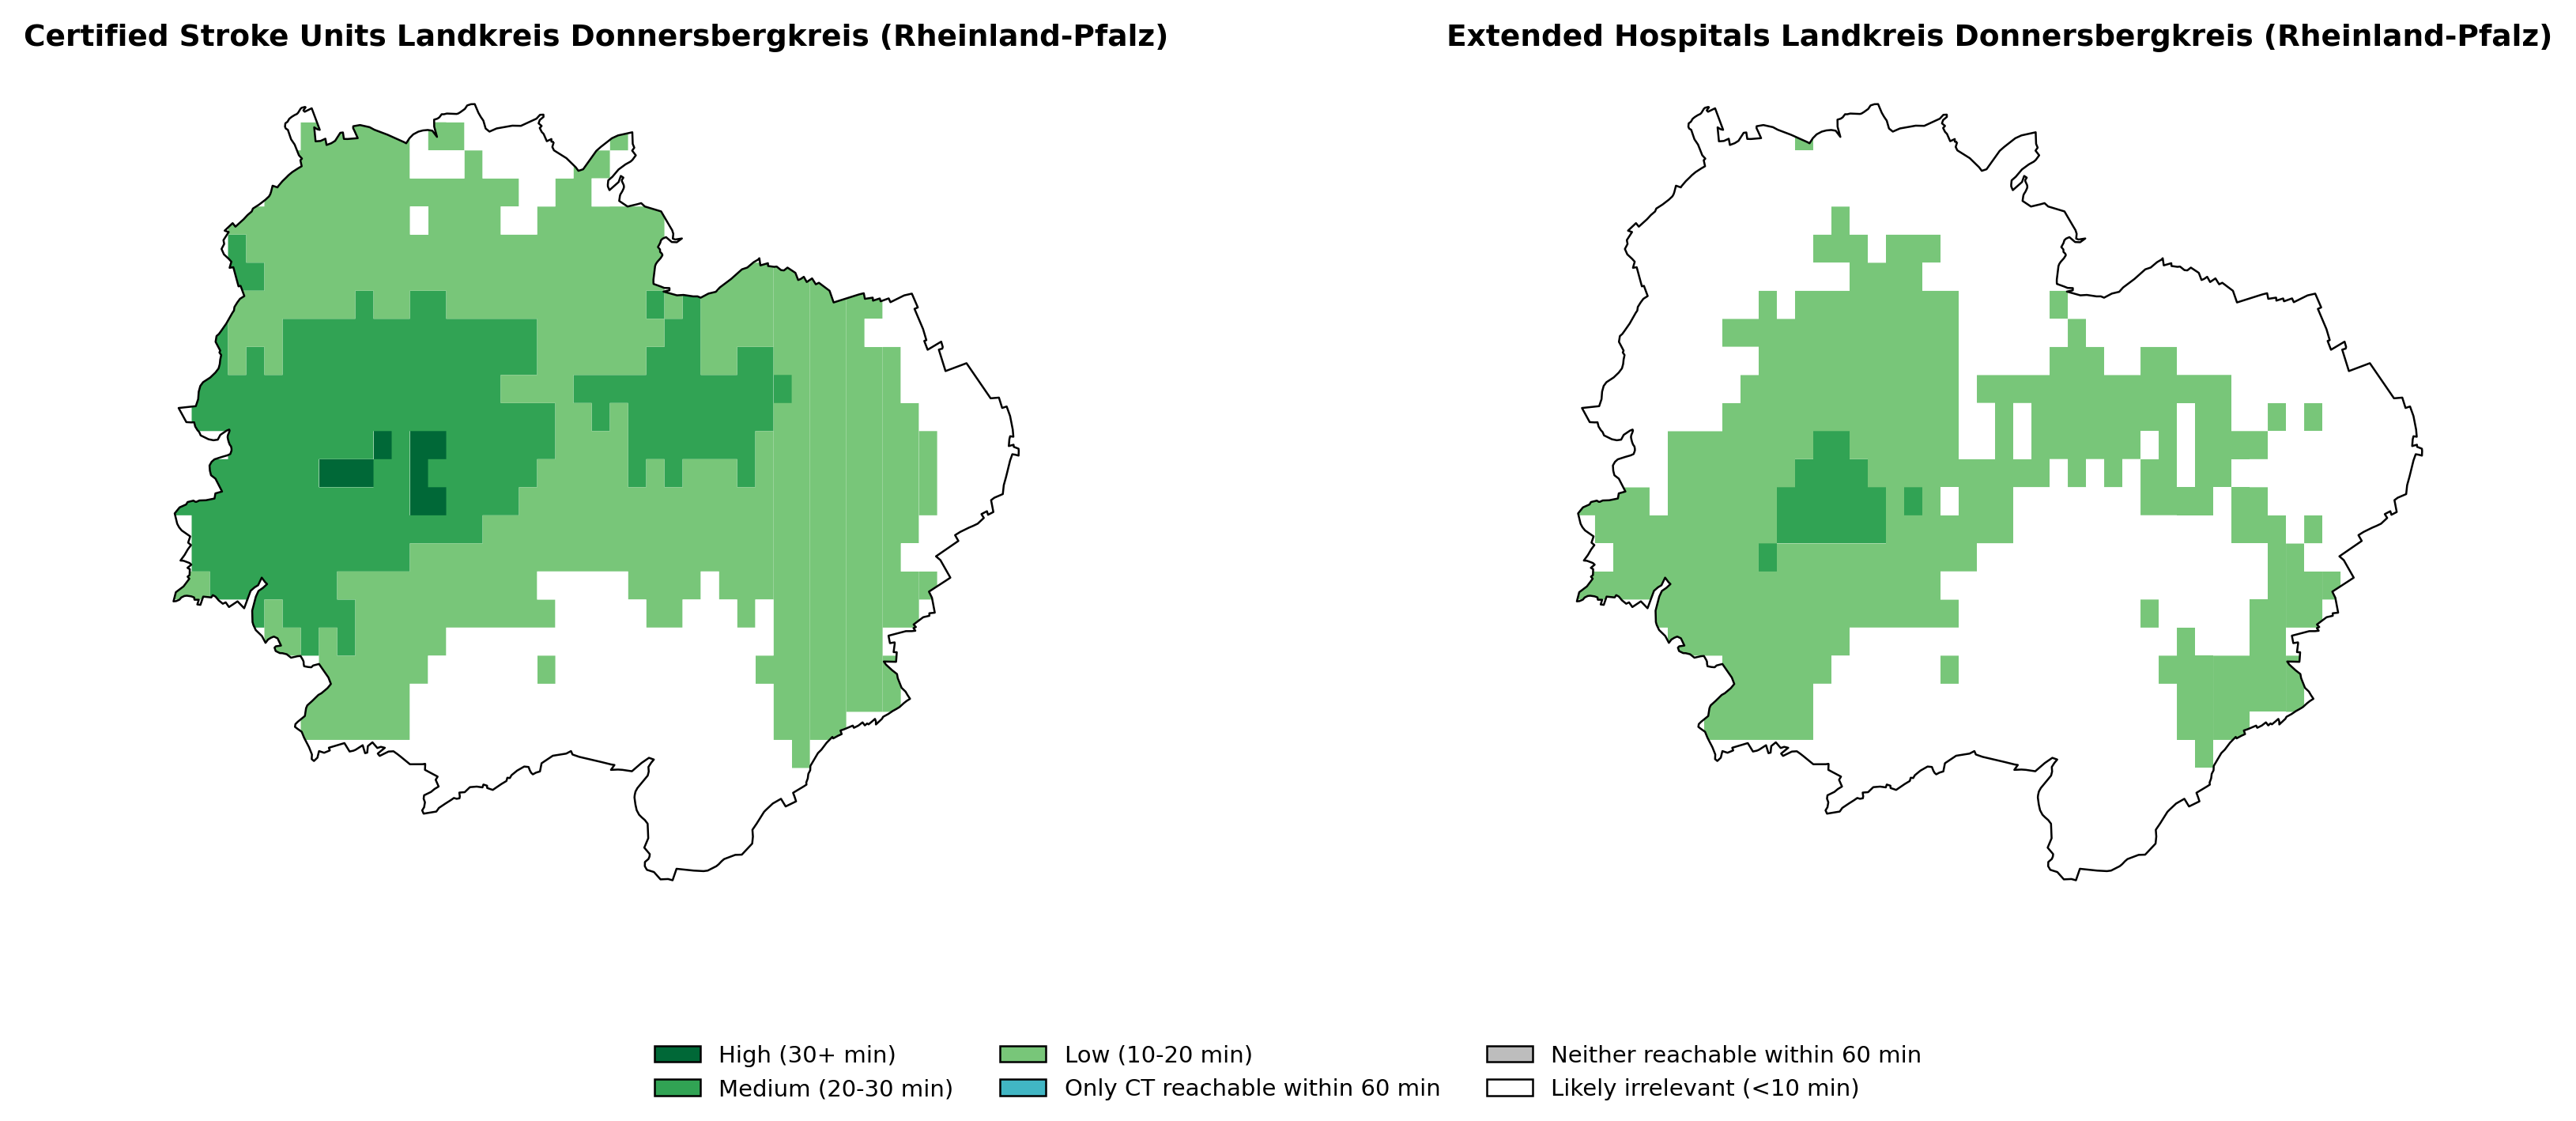 Certified Stroke Units Landkreis Donnersbergkreis (Rheinland-Pfalz)
Extended Hospitals Landkreis Donnersbergkreis (Rheinland-Pfalz)
High (30+ min)
Medium (20-30 min)
Low (10-20 min)
Only CT reachable within 60 min
Neither reachable within 60 min
Likely irrelevant (<10 min)